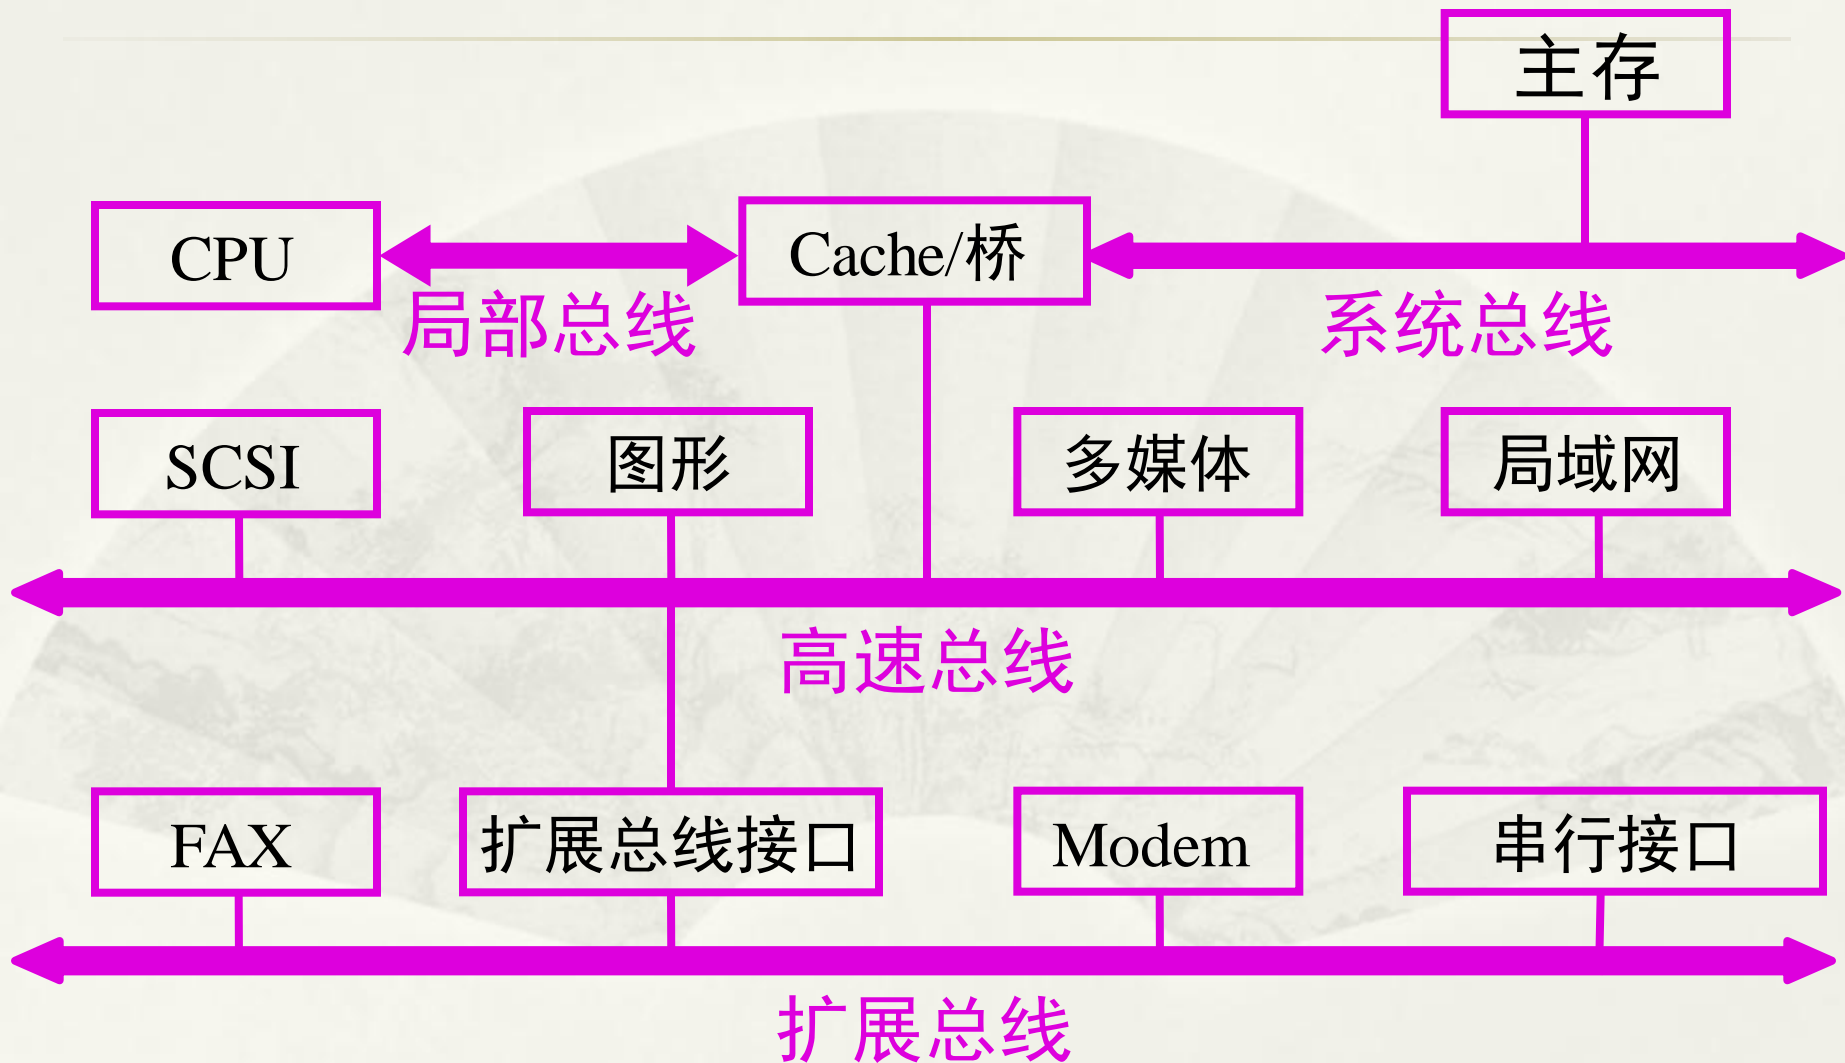 主存
CPU
Cache/桥
局部总线
系统总线
SCSI
图形
多媒体
局域网
高速总线
FAX
扩展总线接口
Modem
串行接口
扩展总线